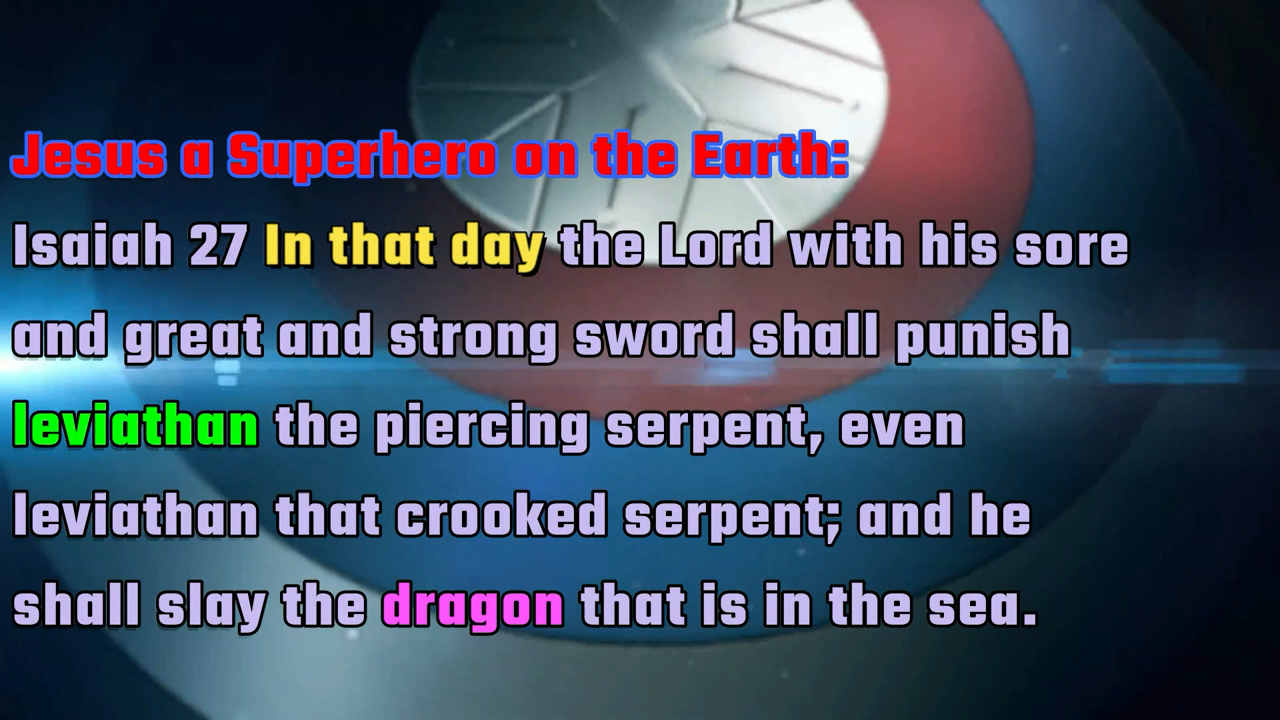 Jesus a Superhero on the Earth:
Isaiah 27 In that day the Lord with his sore
and great and strong sword shall punish
leviathan the piercing serpent, even
leviathan that crooked serpent; and he
shall slay the dragon that is in the sea.